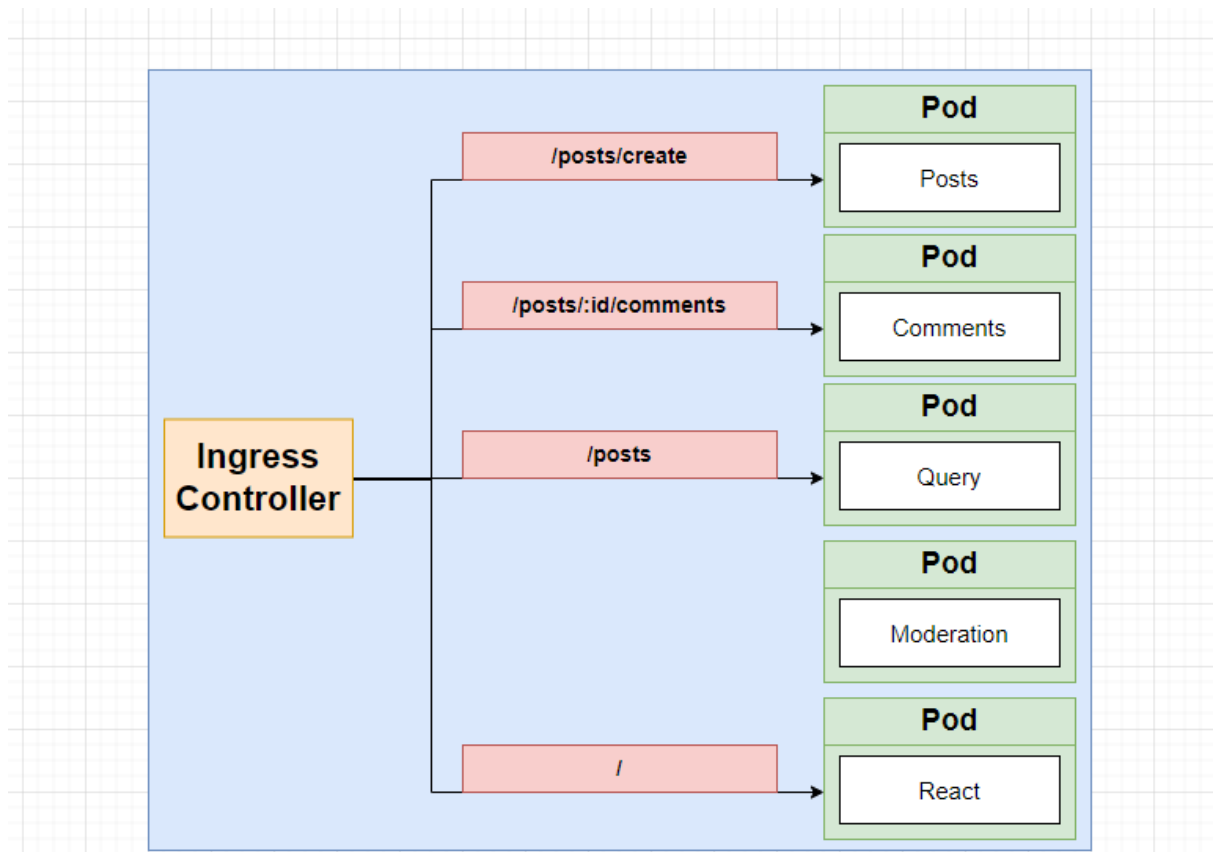 Pod
/posts/create
Posts
Pod
/posts/:id/comments
Comments
Pod
/posts
Query
Ingress
Controller
Pod
Moderation
Pod
/
React